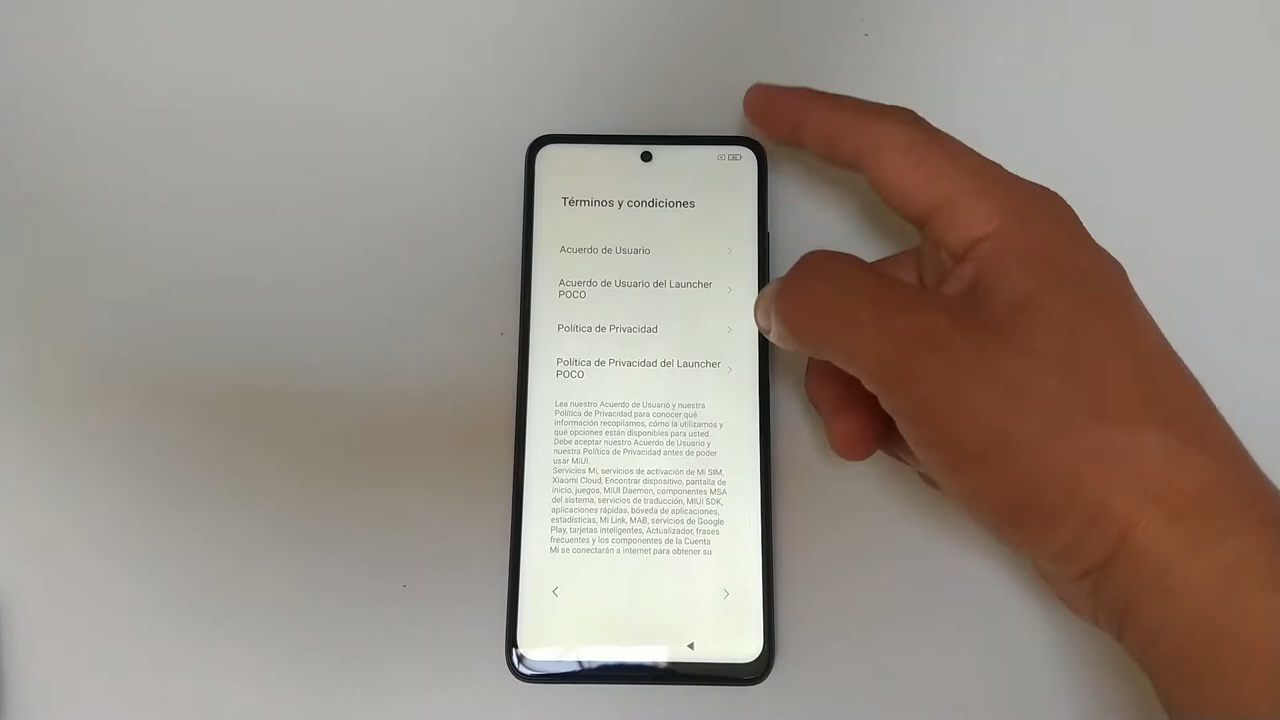 Términos y condiciones
Acuerdo de Usuario
Acuerdo de Usuario del Launcher
POCO
Política de Privacidad
Política de Privacidad del Launcher
POCO
Lea nuestro Acuerdo de Usuario y nuestra
Política de Privacidad para conocer qué
información recopilamos, cómo la utilizamos y
qué opciones están disponibles para usted.
Debe aceptar nuestro Acuerdo de Usuario y
nuestra Política de Privacidad antes de poder
usar MIUI.
Servicios Mi, servicios de activación de Mi SIM,
Xiaomi Cloud, Encontrar dispositivo, pantalla de
inicio, juegos, MIUI Daemon, componentes MSA
del sistema, servicios de traducción, MIUI SDK,
aplicaciones rápidas, bóveda de aplicaciones,
estadísticas, Mi Link, MAB, servicios de Google
Play, tarjetas inteligentes, Actualizador, frases
frecuentes y los componentes de la Cuenta
Mi se conectarán a internet para obtener su